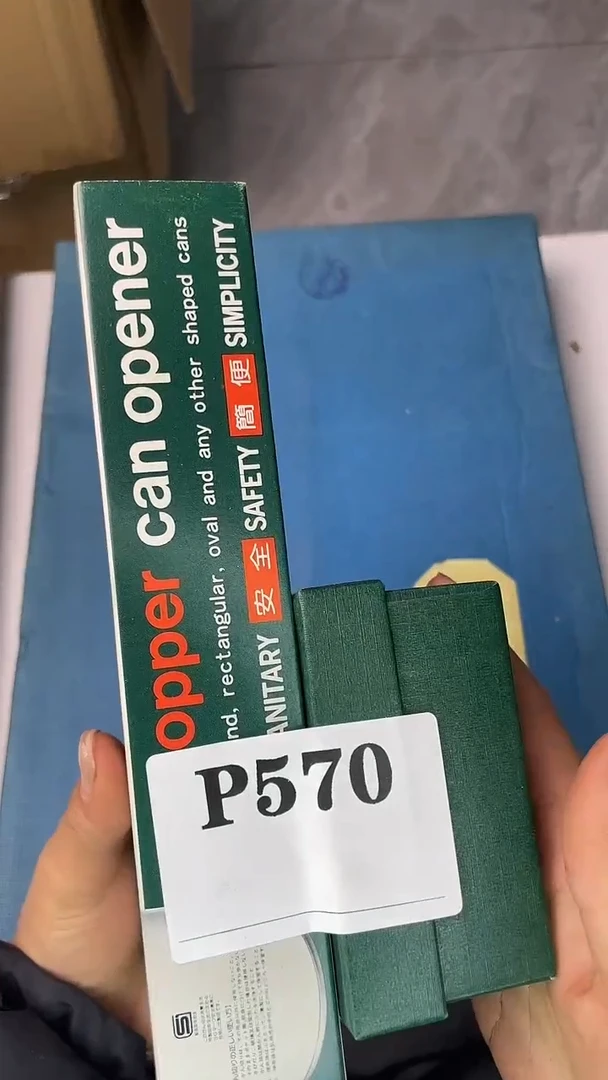 opper can opener
nd, rectangular, oval and any other shaped cans
ANITARY 安全 SAFETY 簡便 SIMPLICITY
P570